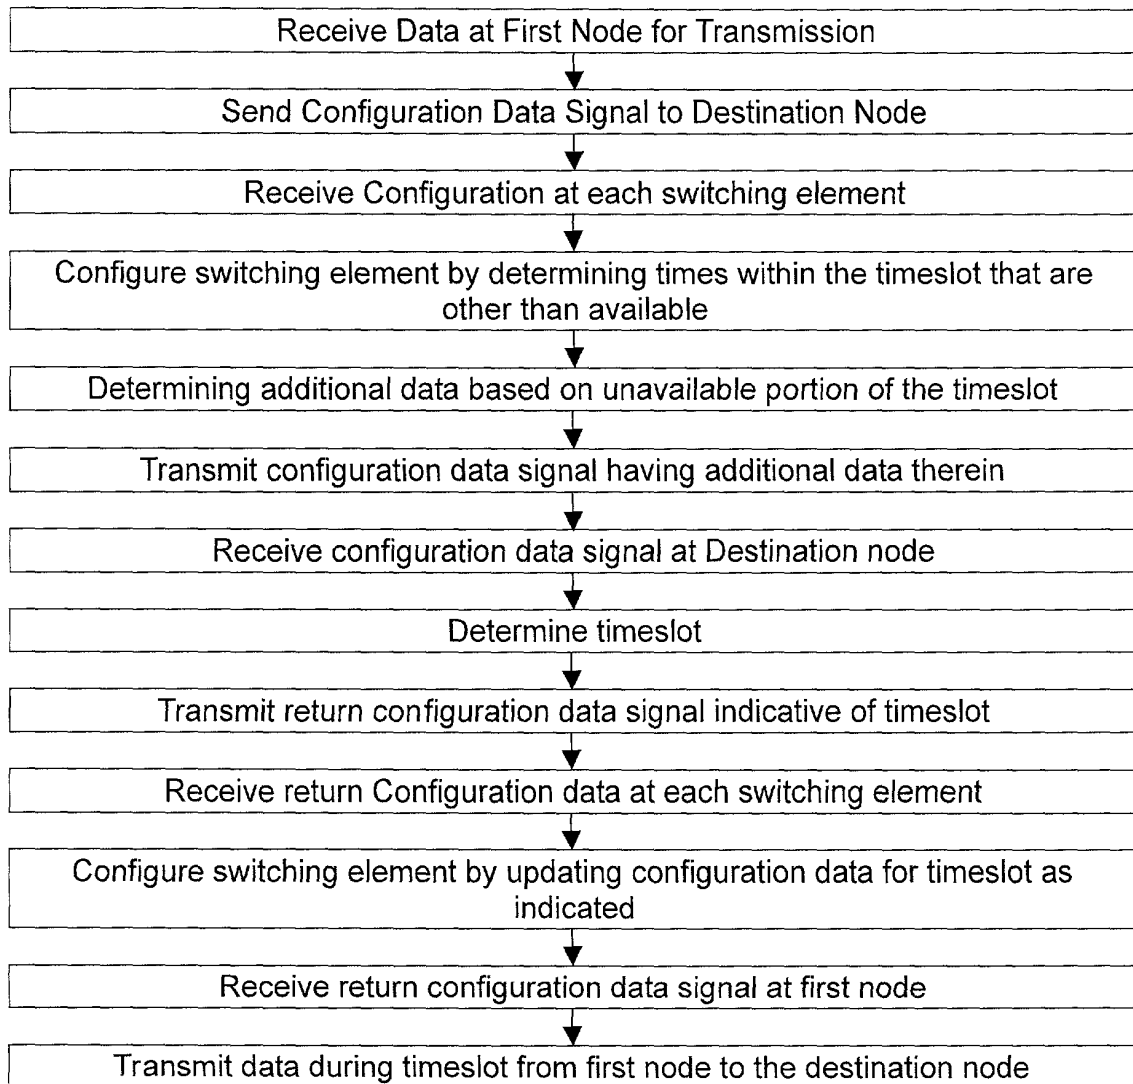 Receive Data at First Node for Transmission
Send Configuration Data Signal to Destination Node
Receive Configuration at each switching element
Configure switching element by determining times within the timeslot that are
other than available
Determining additional data based on unavailable portion of the timeslot
Transmit configuration data signal having additional data therein
Receive configuration data signal at Destination node
Determine timeslot
Transmit return configuration data signal indicative of timeslot
Receive return Configuration data at each switching element
Configure switching element by updating configuration data for timeslot as
indicated
Receive return configuration data signal at first node
Transmit data during timeslot from first node to the destination node